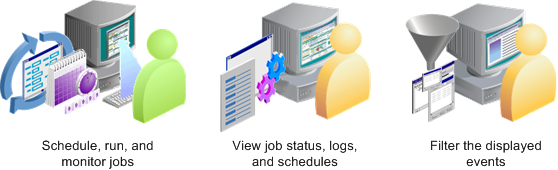 Schedule, run, and
monitor jobs
View job status, logs,
and schedules
Filter the displayed
events